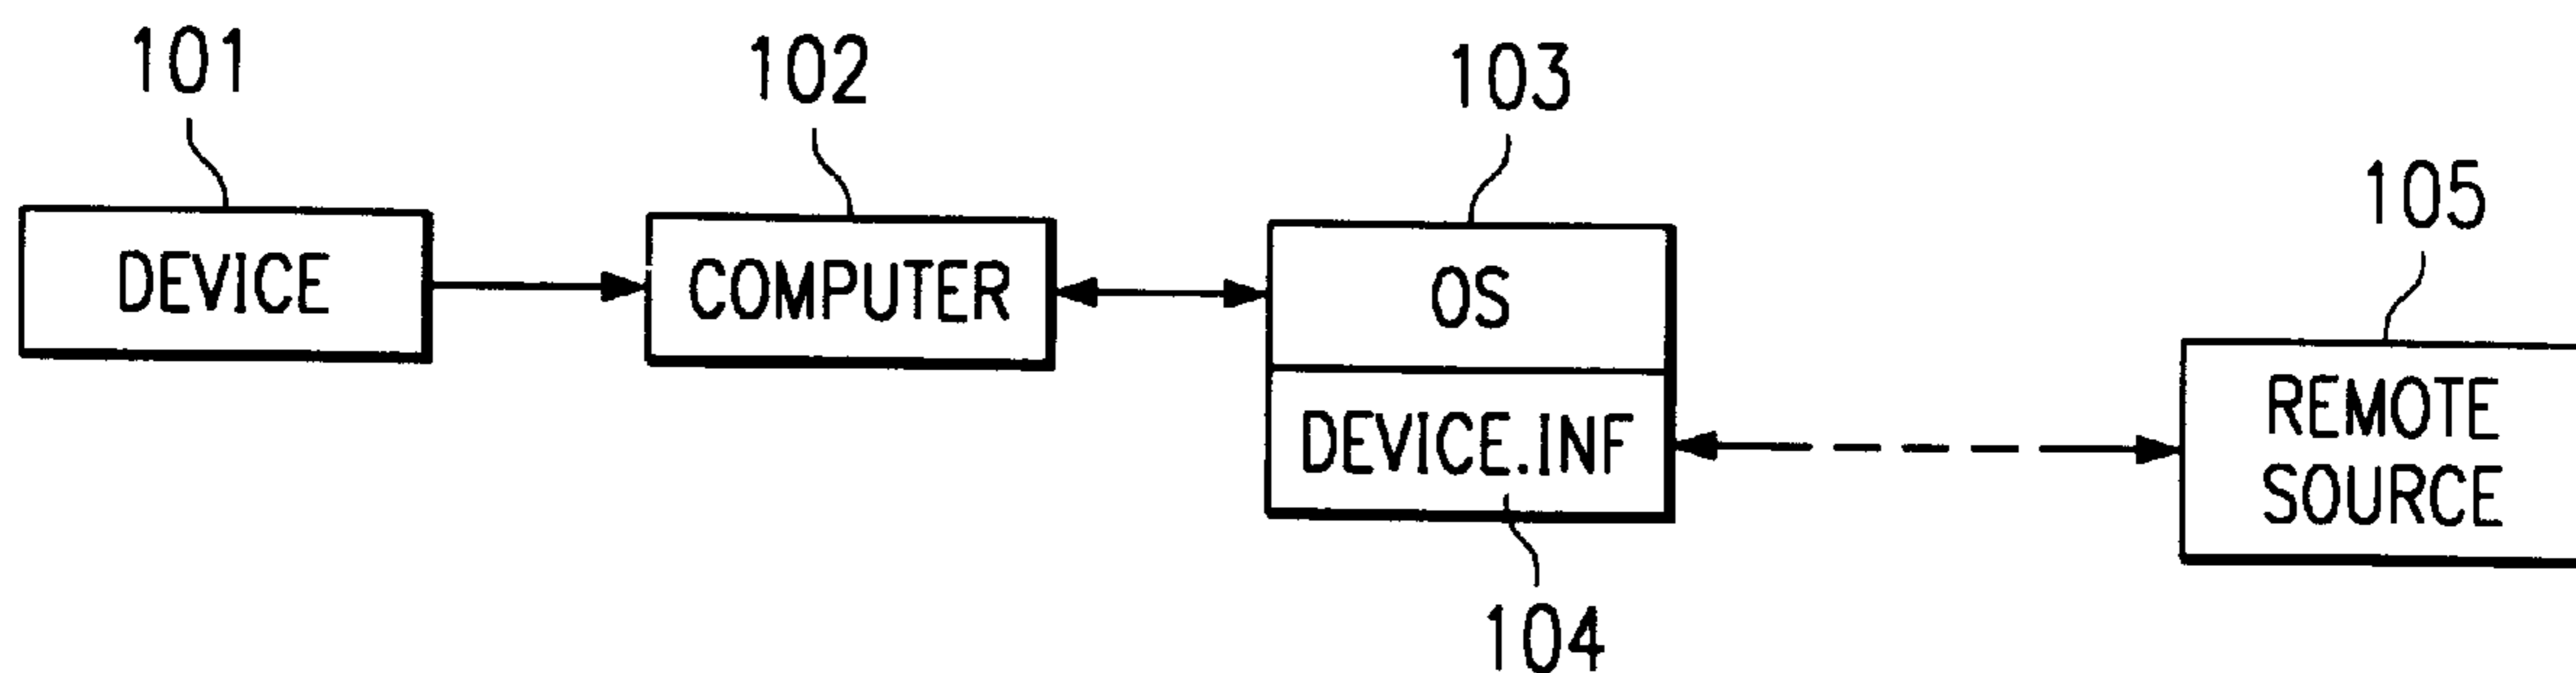 101
102
103
105
DEVICE
COMPUTER
OS
DEVICE.INF
REMOTE
SOURCE
104